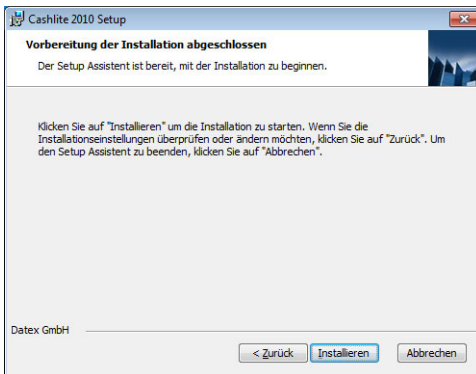 Cashlite 2010 Setup
Vorbereitung der Installation abgeschlossen
Der Setup Assistent ist bereit, mit der Installation zu beginnen.
Klicken Sie auf "Installieren" um die Installation zu starten. Wenn Sie die
Installationseinstellungen überprüfen oder ändern möchten, klicken Sie auf "Zurück". Um
den Setup Assistent zu beenden, klicken Sie auf "Abbrechen".
Datex GmbH
< Zurück Installieren Abbrechen